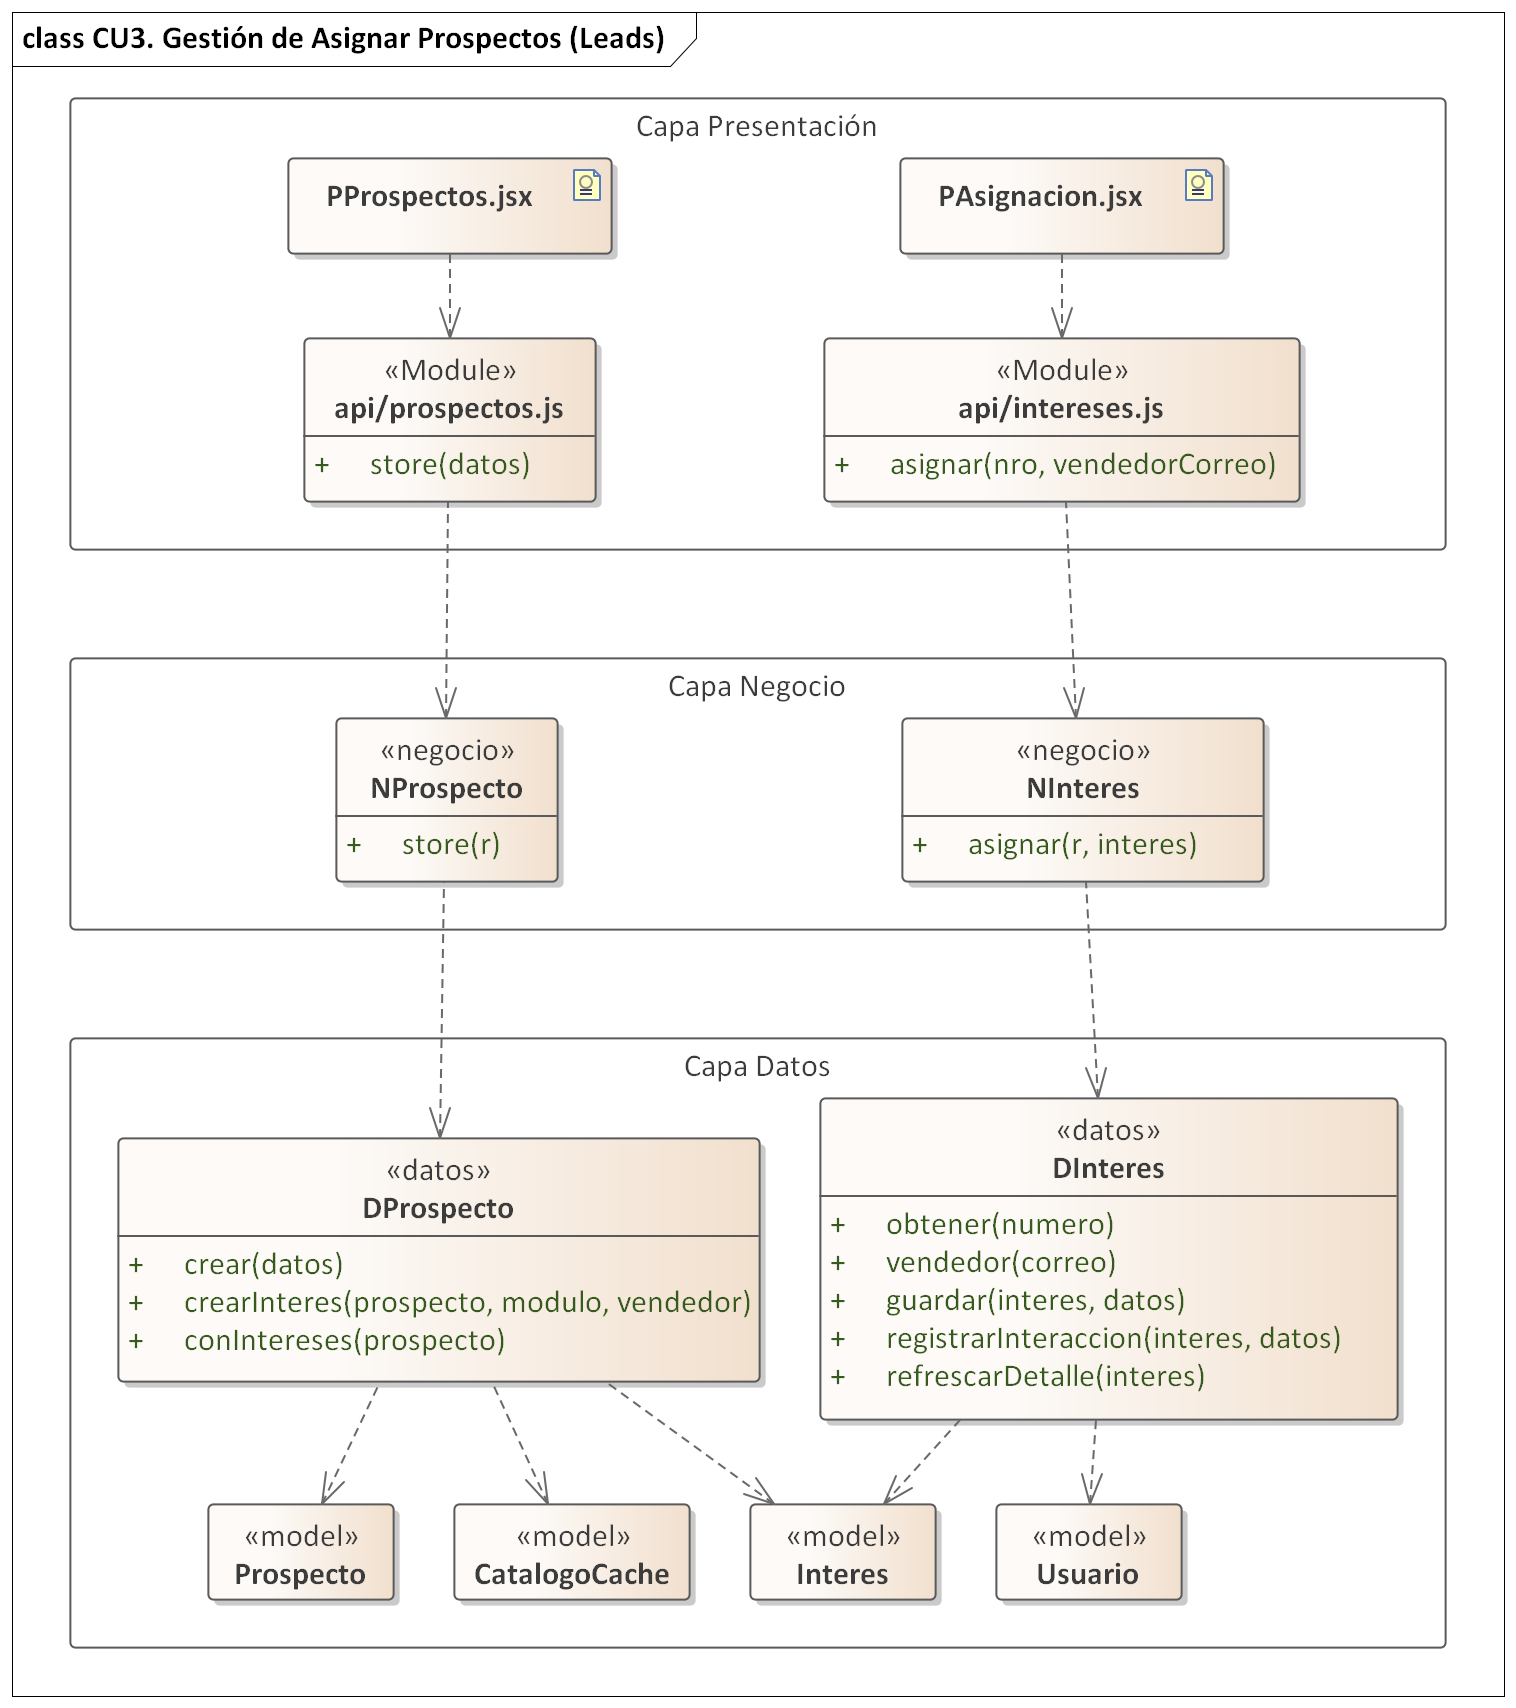 class CU3. Gestión de Asignar Prospectos (Leads)
Capa Presentación
PProspectos.jsx
PAsignacion.jsx
«Module»
api/prospectos.js
+ store(datos)
«Module»
api/intereses.js
+ asignar(nro, vendedorCorreo)
Capa Negocio
«negocio»
NProspecto
+ store(r)
«negocio»
NInteres
+ asignar(r, interes)
Capa Datos
«datos»
DProspecto
+ crear(datos)
+ crearInteres(prospecto, modulo, vendedor)
+ conIntereses(prospecto)
«datos»
DInteres
+ obtener(numero)
+ vendedor(correo)
+ guardar(interes, datos)
+ registrarInteraccion(interes, datos)
+ refrescarDetalle(interes)
«model»
Prospecto
«model»
CatalogoCache
«model»
Interes
«model»
Usuario